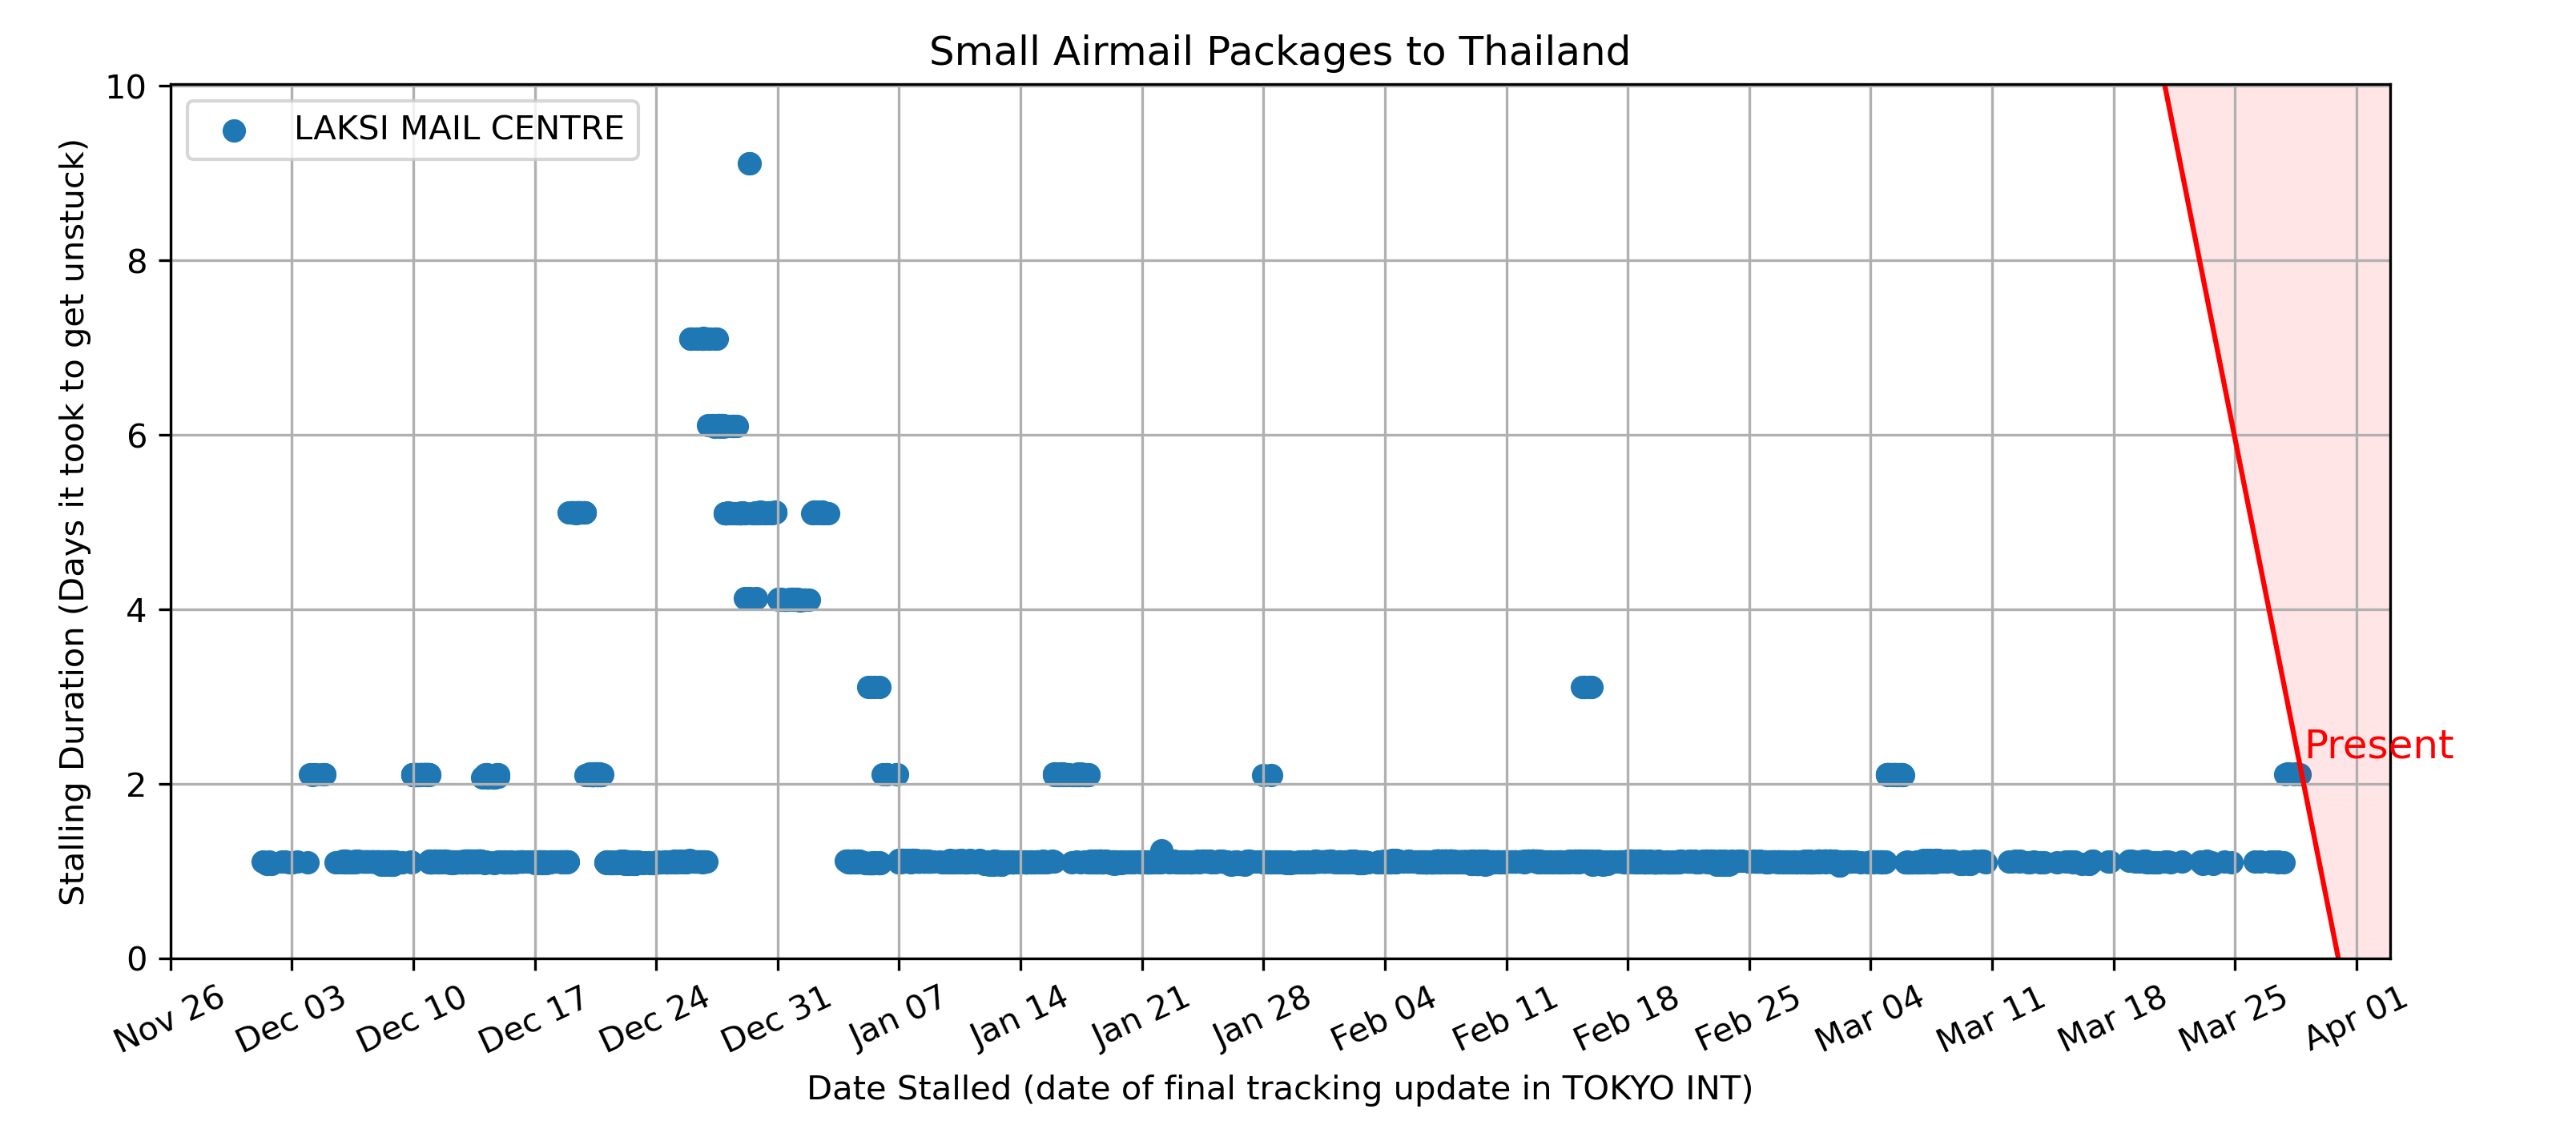 Small Airmail Packages to Thailand
LAKSI MAIL CENTRE
Stalling Duration (Days it took to get unstuck)
10
8
6
4
2
0
Present
Nov 26
Dec 03
Dec 10
Dec 17
Dec 24
Dec 31
Jan 07
Jan 14
Jan 21
Jan 28
Feb 04
Feb 11
Feb 18
Feb 25
Mar 04
Mar 11
Mar 18
Mar 25
Apr 01
Date Stalled (date of final tracking update in TOKYO INT)